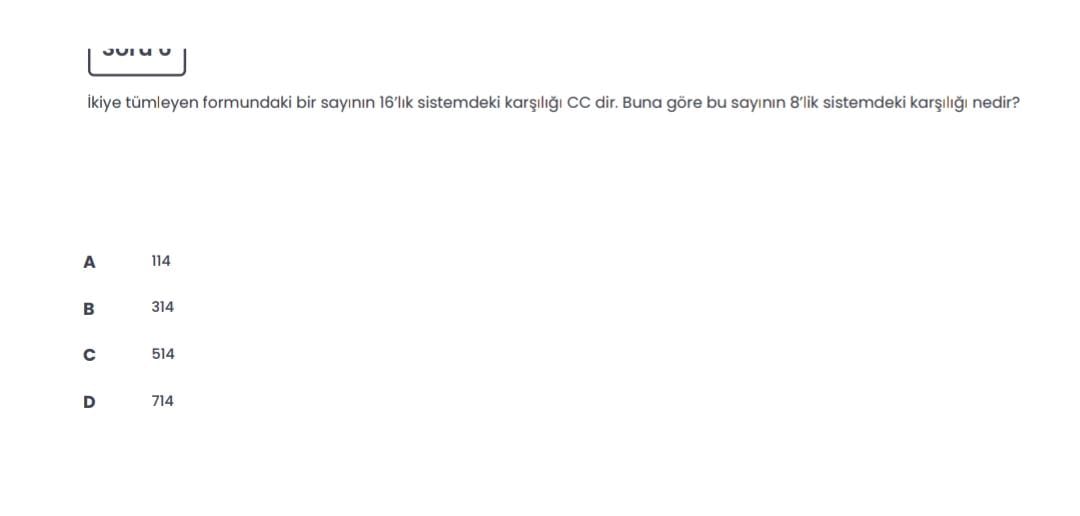 İkiye tümleyen formundaki bir sayının 16'lık sistemdeki karşılığı CC dir. Buna göre bu sayının 8'lik sistemdeki karşılığı nedir?
A 114
B 314
C 514
D 714